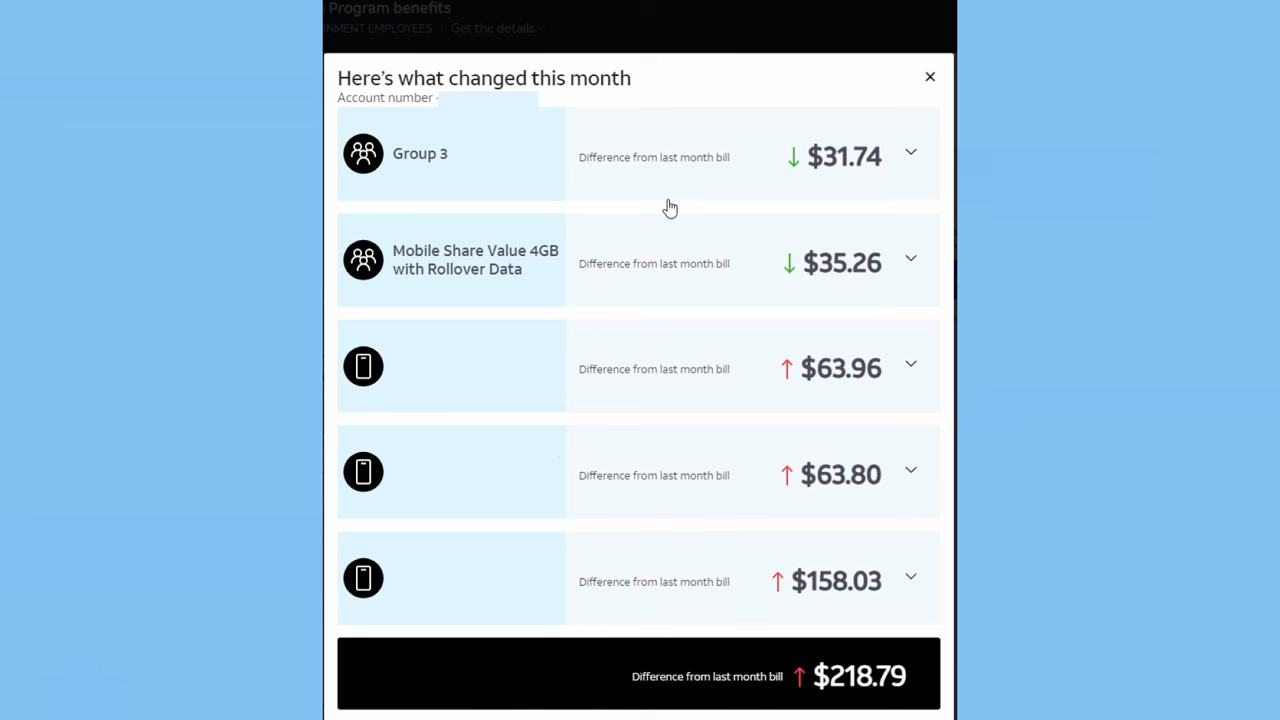 Program benefits
NMENT EMPLOYEES Get the details
Here's what changed this month
Account number -
Group 3
Difference from last month bill
↓ $31.74
Mobile Share Value 4GB
with Rollover Data
Difference from last month bill
↓ $35.26
Difference from last month bill
↑ $63.96
Difference from last month bill
↑ $63.80
Difference from last month bill
↑ $158.03
Difference from last month bill
↑ $218.79